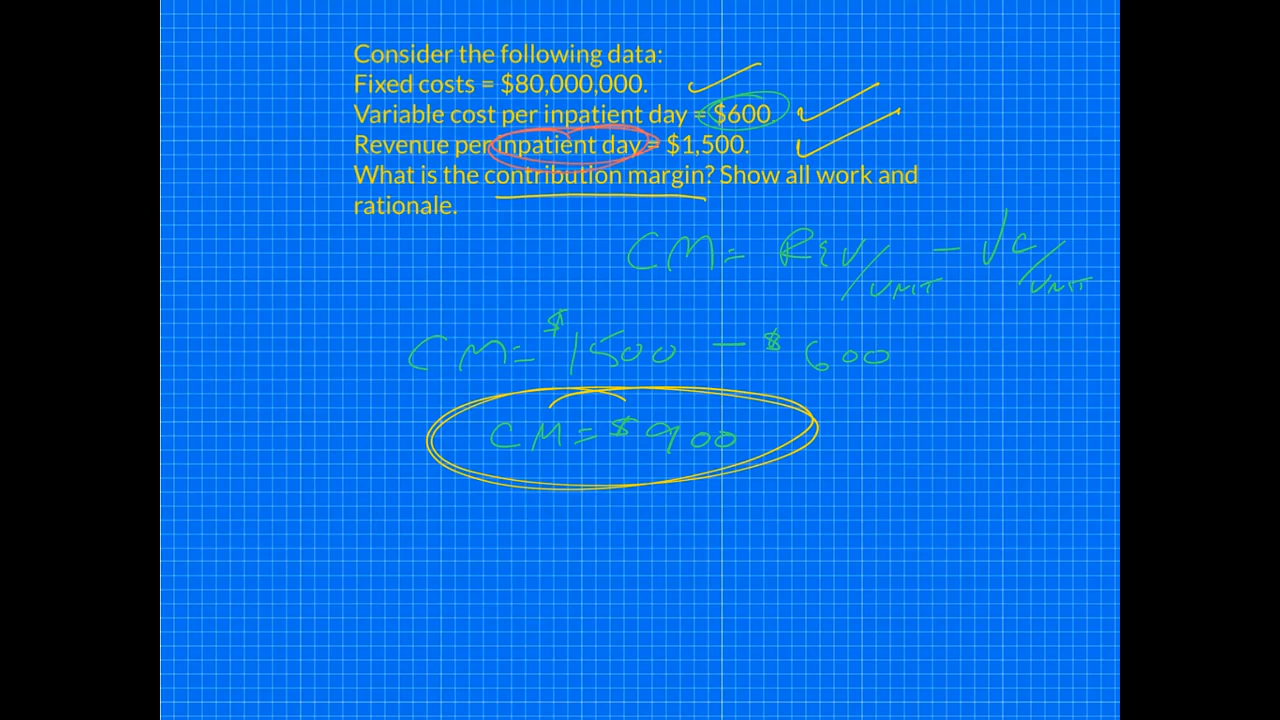 Consider the following data:
Fixed costs = $80,000,000.
Variable cost per inpatient day = $600.
Revenue per inpatient day = $1,500.
What is the contribution margin? Show all work and
rationale.
CM = Rev/unit - VC/unit
CM = $1500 - $600
CM = $900